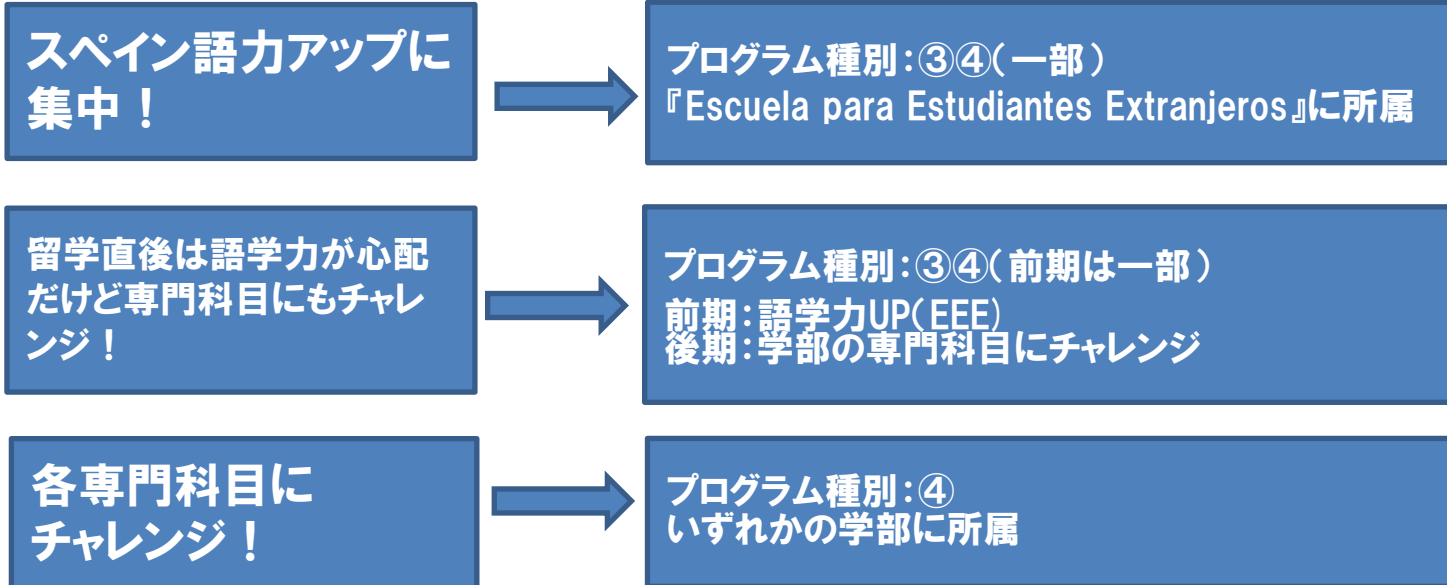 スペイン語力アップに
集中！
プログラム種別：③④（一部）
『Escuela para Estudiantes Extranjeros』に所属
留学直後は語学力が心配
だけど専門科目にもチャレ
ンジ！
プログラム種別：③④（前期は一部）
前期：語学力UP（EEE）
後期：学部の専門科目にチャレンジ
各専門科目に
チャレンジ！
プログラム種別：④
いずれかの学部に所属